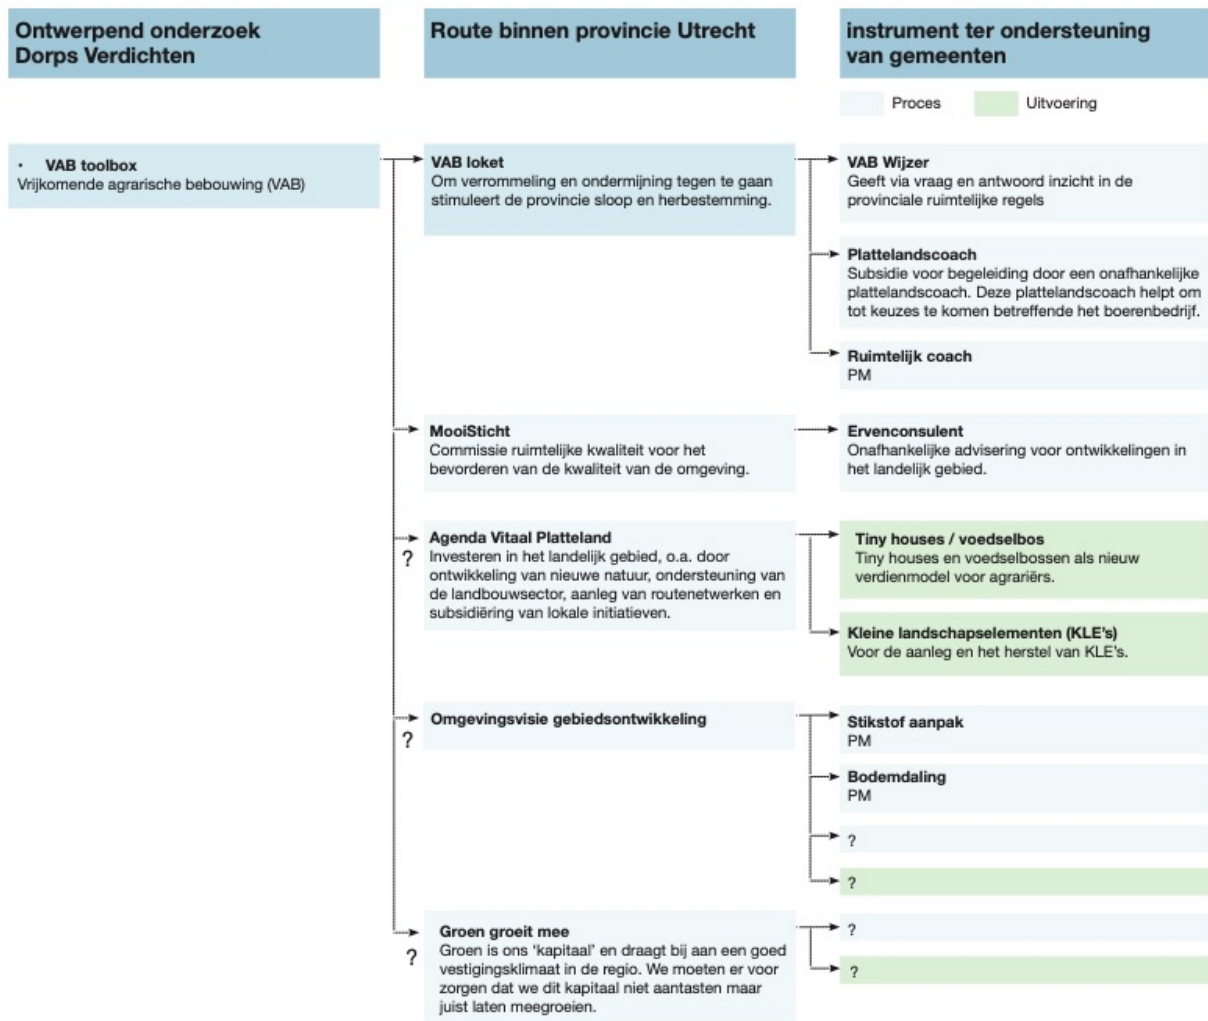 Ontwerpend onderzoek
Dorps Verdichten
Route binnen provincie Utrecht
instrument ter ondersteuning
van gemeenten
Proces
Uitvoering
• VAB toolbox
Vrijkomende agrarische bebouwing (VAB)
VAB loket
Om verrommeling en ondermijning tegen te gaan
stimuleert de provincie sloop en herbestemming.
VAB Wijzer
Geeft via vraag en antwoord inzicht in de
provinciale ruimtelijke regels
Plattelandscoach
Subsidie voor begeleiding door een onafhankelijke
plattelandscoach. Deze plattelandscoach helpt om
tot keuzes te komen betreffende het boerenbedrijf.
Ruimtelijk coach
PM
MooiSticht
Commissie ruimtelijke kwaliteit voor het
bevorderen van de kwaliteit van de omgeving.
Ervenconsulent
Onafhankelijke advisering voor ontwikkelingen in
het landelijk gebied.
?
Agenda Vitaal Platteland
Investeren in het landelijk gebied, o.a. door
ontwikkeling van nieuwe natuur, ondersteuning van
de landbouwsector, aanleg van routenetwerken en
subsidiëring van lokale initiatieven.
Tiny houses / voedselbos
Tiny houses en voedselbossen als nieuw
verdienmodel voor agrariërs.
Kleine landschapselementen (KLE's)
Voor de aanleg en het herstel van KLE's.
?
Omgevingsvisie gebiedsontwikkeling
Stikstof aanpak
PM
Bodemdaling
PM
?
?
?
Groen groeit mee
Groen is ons 'kapitaal' en draagt bij aan een goed
vestigingsklimaat in de regio. We moeten er voor
zorgen dat we dit kapitaal niet aantasten maar
juist laten meegroeien.
?
?